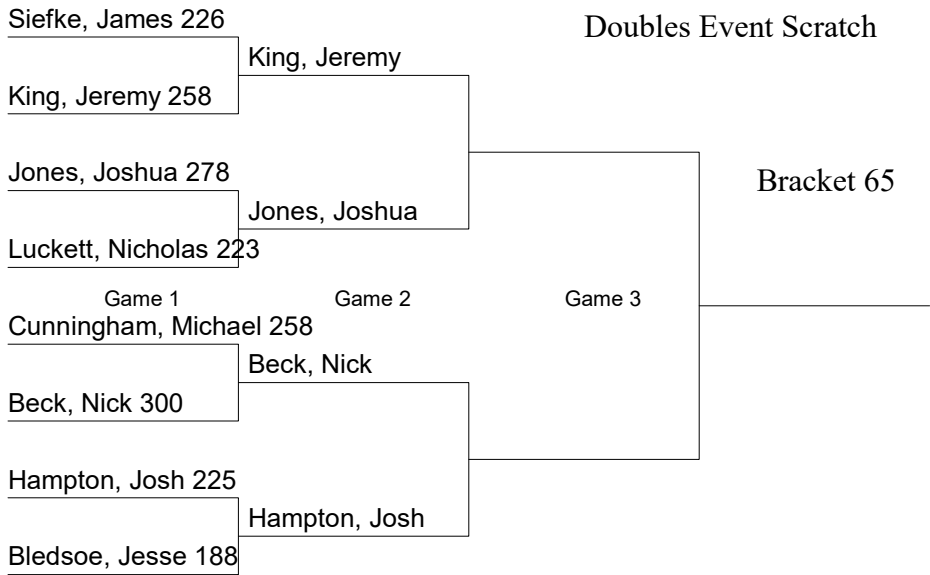 Siefke, James 226
Doubles Event Scratch
King, Jeremy
King, Jeremy 258
Jones, Joshua 278
Bracket 65
Jones, Joshua
Luckett, Nicholas 223
Game 1
Game 2
Game 3
Cunningham, Michael 258
Beck, Nick
Beck, Nick 300
Hampton, Josh 225
Hampton, Josh
Bledsoe, Jesse 188